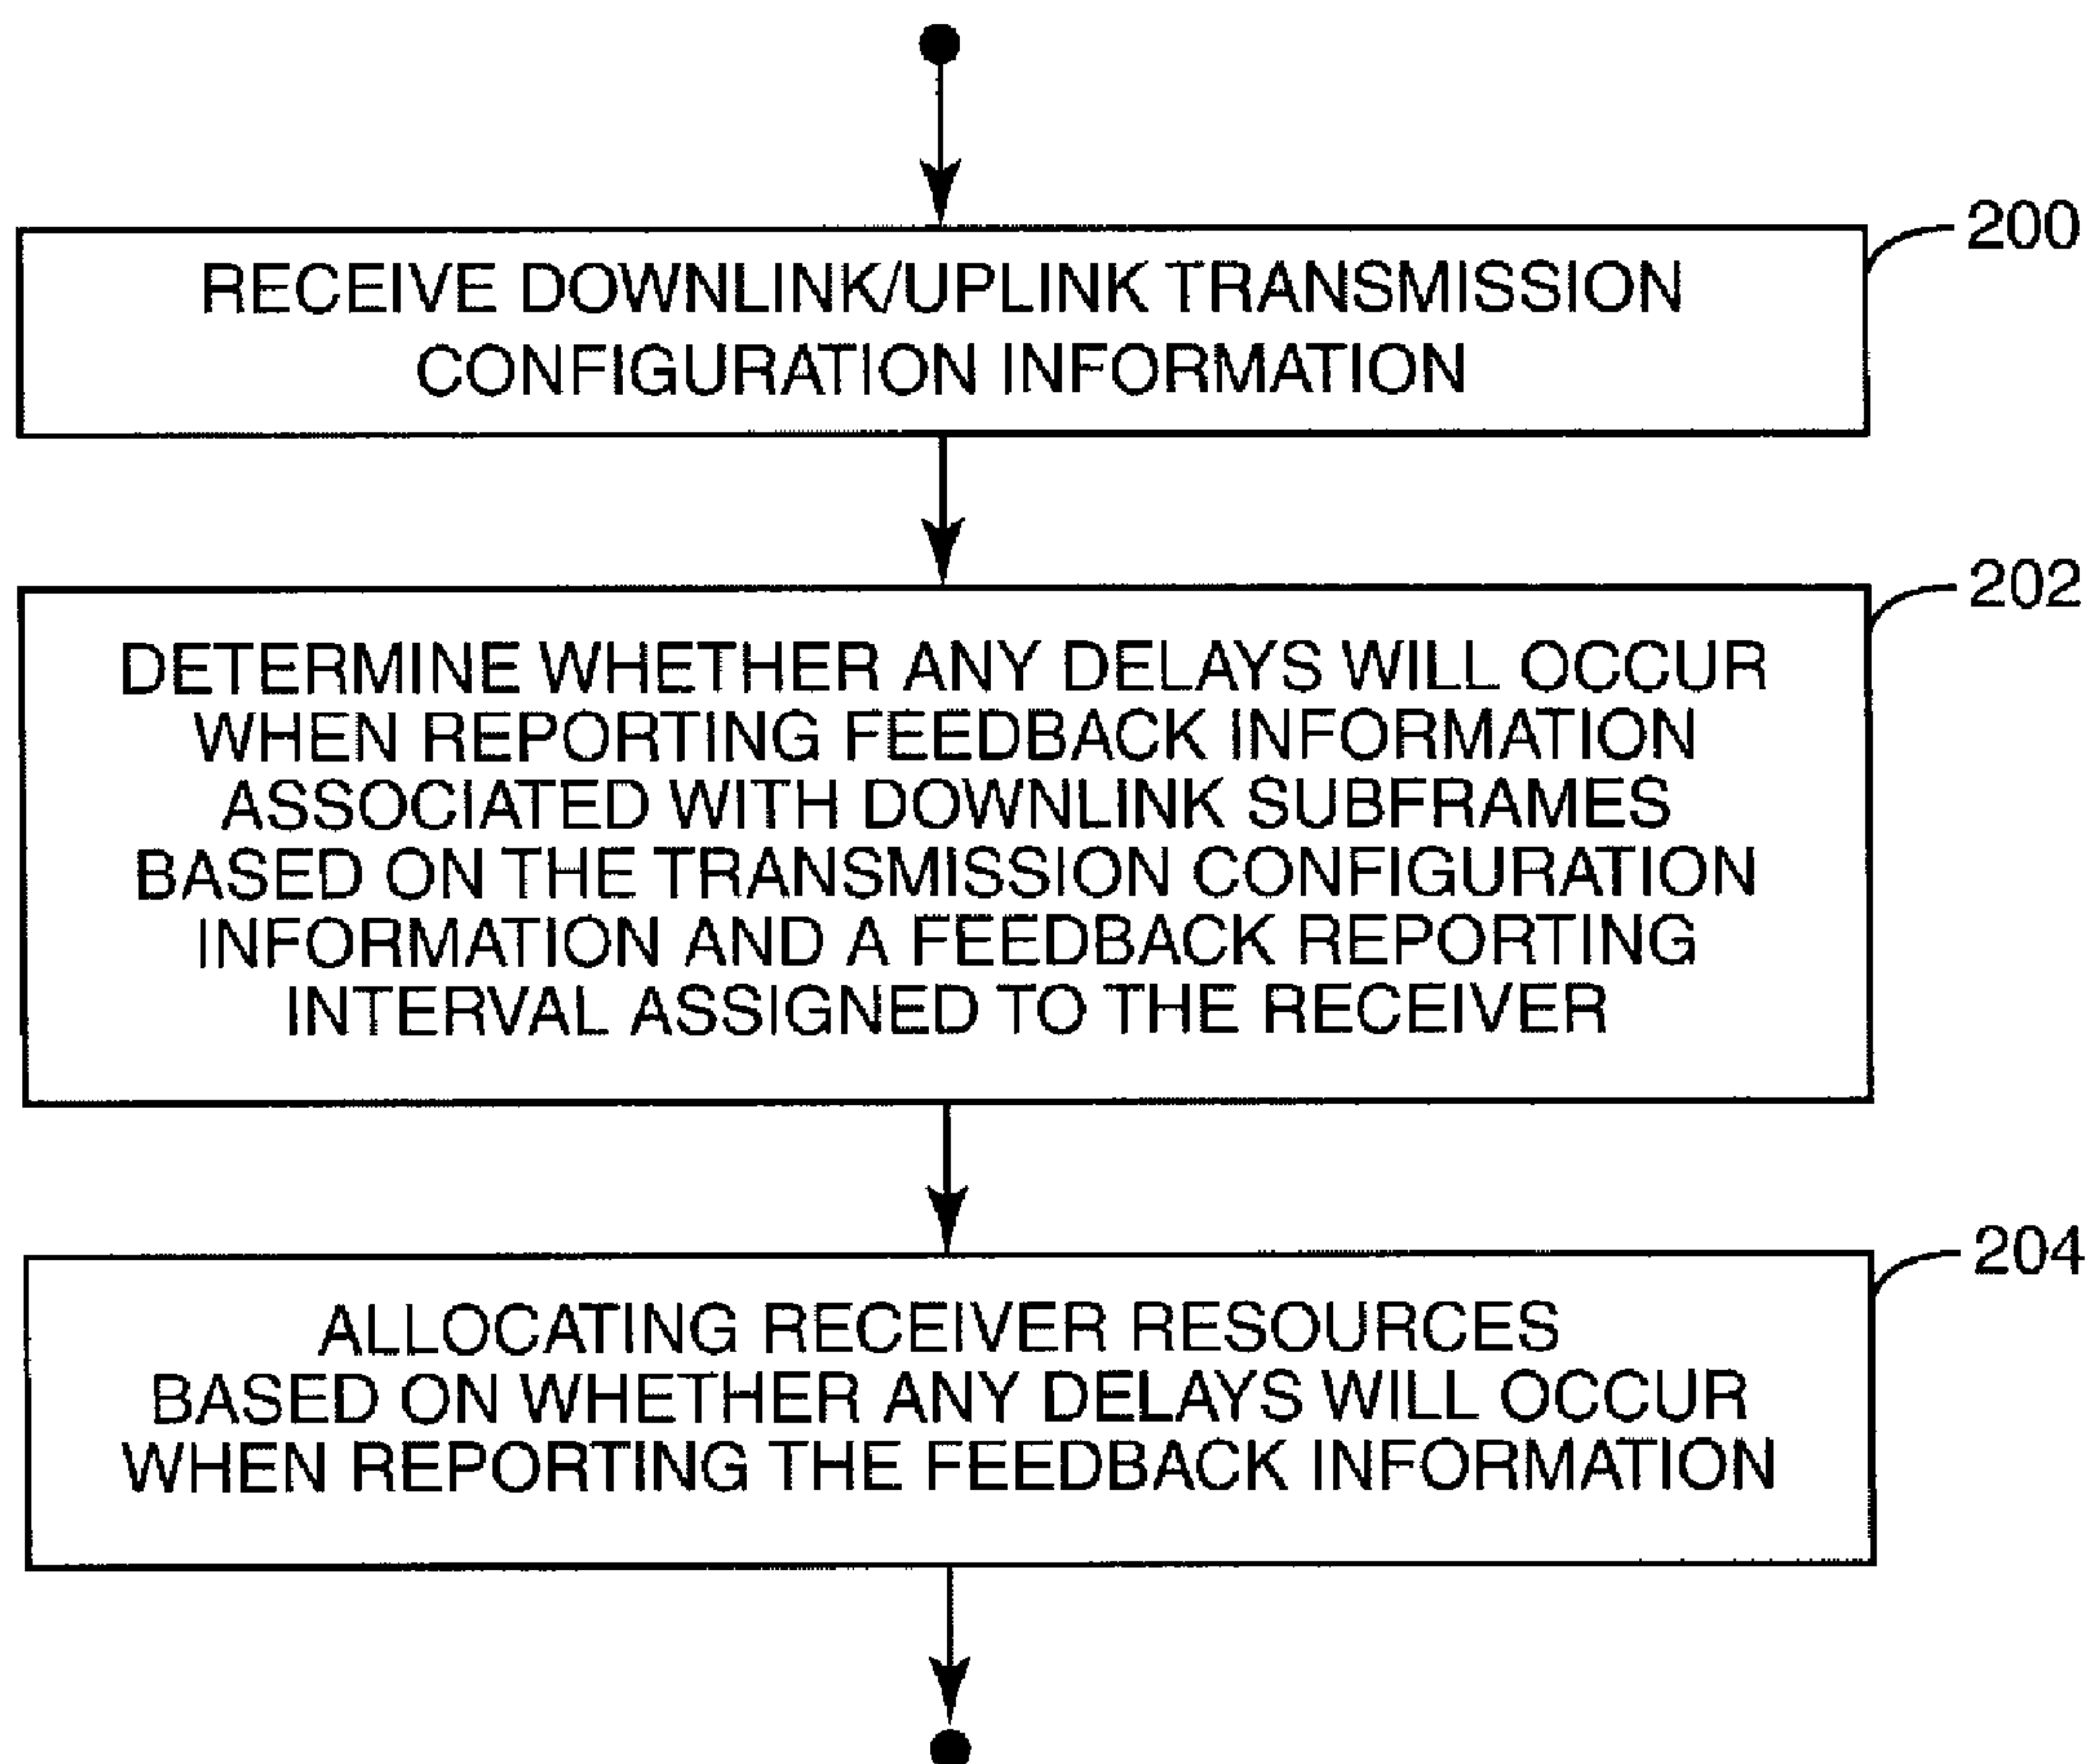 200
RECEIVE DOWNLINK/UPLINK TRANSMISSION
CONFIGURATION INFORMATION
202
DETERMINE WHETHER ANY DELAYS WILL OCCUR
WHEN REPORTING FEEDBACK INFORMATION
ASSOCIATED WITH DOWNLINK SUBFRAMES
BASED ON THE TRANSMISSION CONFIGURATION
INFORMATION AND A FEEDBACK REPORTING
INTERVAL ASSIGNED TO THE RECEIVER
204
ALLOCATING RECEIVER RESOURCES
BASED ON WHETHER ANY DELAYS WILL OCCUR
WHEN REPORTING THE FEEDBACK INFORMATION